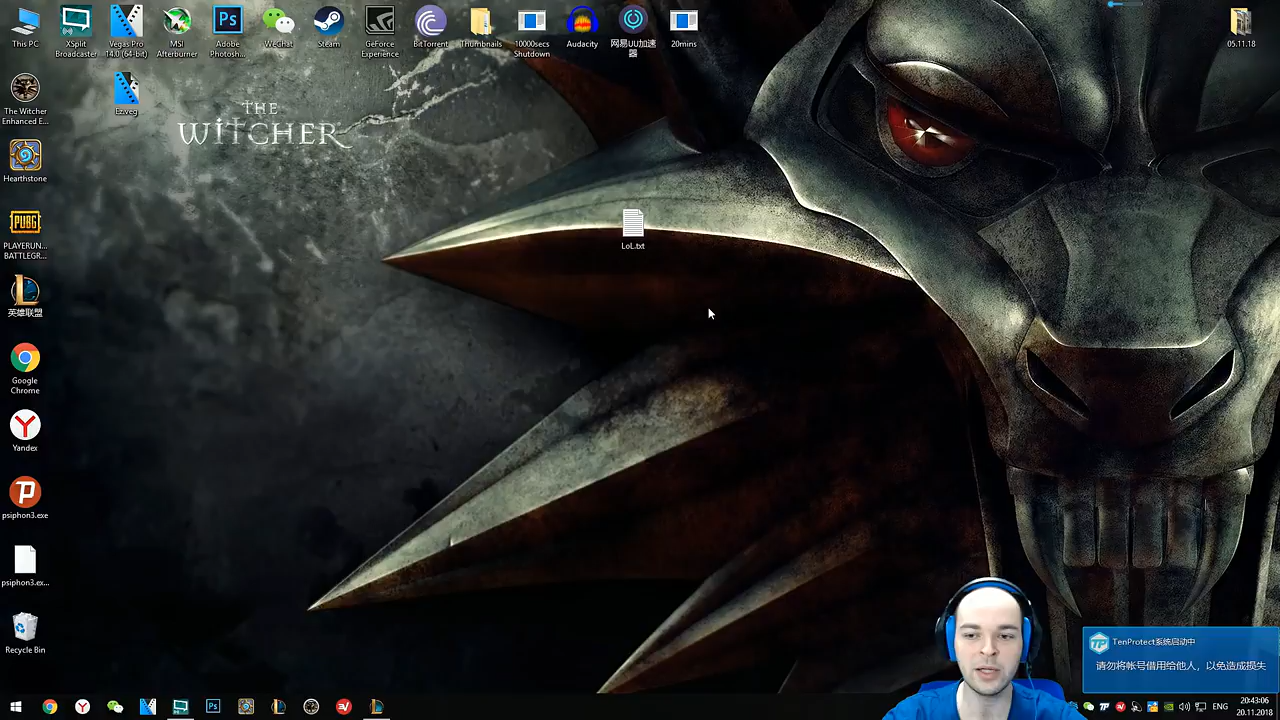 This PC
XSplit
Broadcaster
Vegas Pro
14.0 (64-bit)
MSI
Afterburner
Adobe
Photosh...
WeChat
Steam
GeForce
Experience
BitTorrent
Thumbnails
10000secs
Shutdown
Audacity
网易UU加速
器
20mins
05.11.18
The Witcher
Enhanced E...
Ez.veg
THE
WITCHER
Hearthstone
PUBG
PLAYERUN...
BATTLEGR...
LoL.txt
英雄联盟
Google
Chrome
Yandex
psiphon3.exe
psiphon3.ex...
Recycle Bin
TenProtect系统启动中
请勿将帐号借用给他人，以免造成损失
ENG
20:43:06
20.11.2018